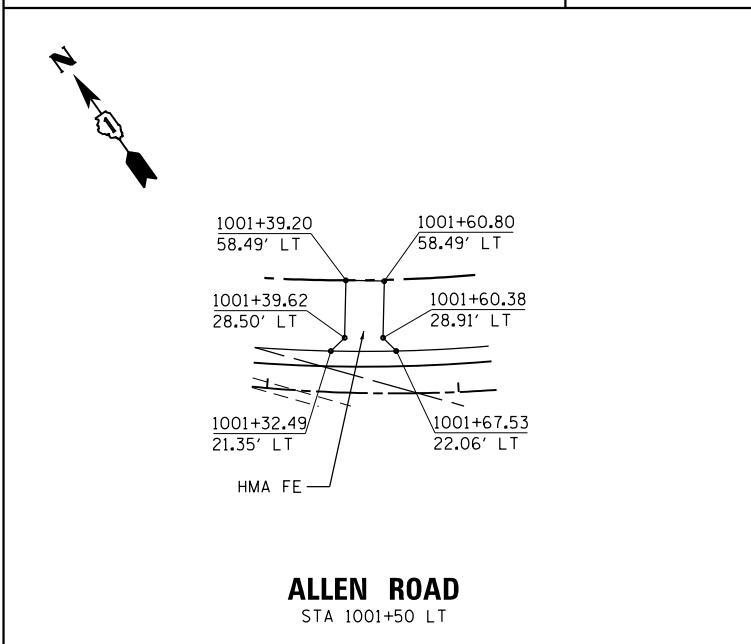 N
1001+39.20
58.49' LT
1001+60.80
58.49' LT
1001+39.62
28.50' LT
1001+60.38
28.91' LT
1001+32.49
21.35' LT
1001+67.53
22.06' LT
HMA FE
ALLEN ROAD
STA 1001+50 LT